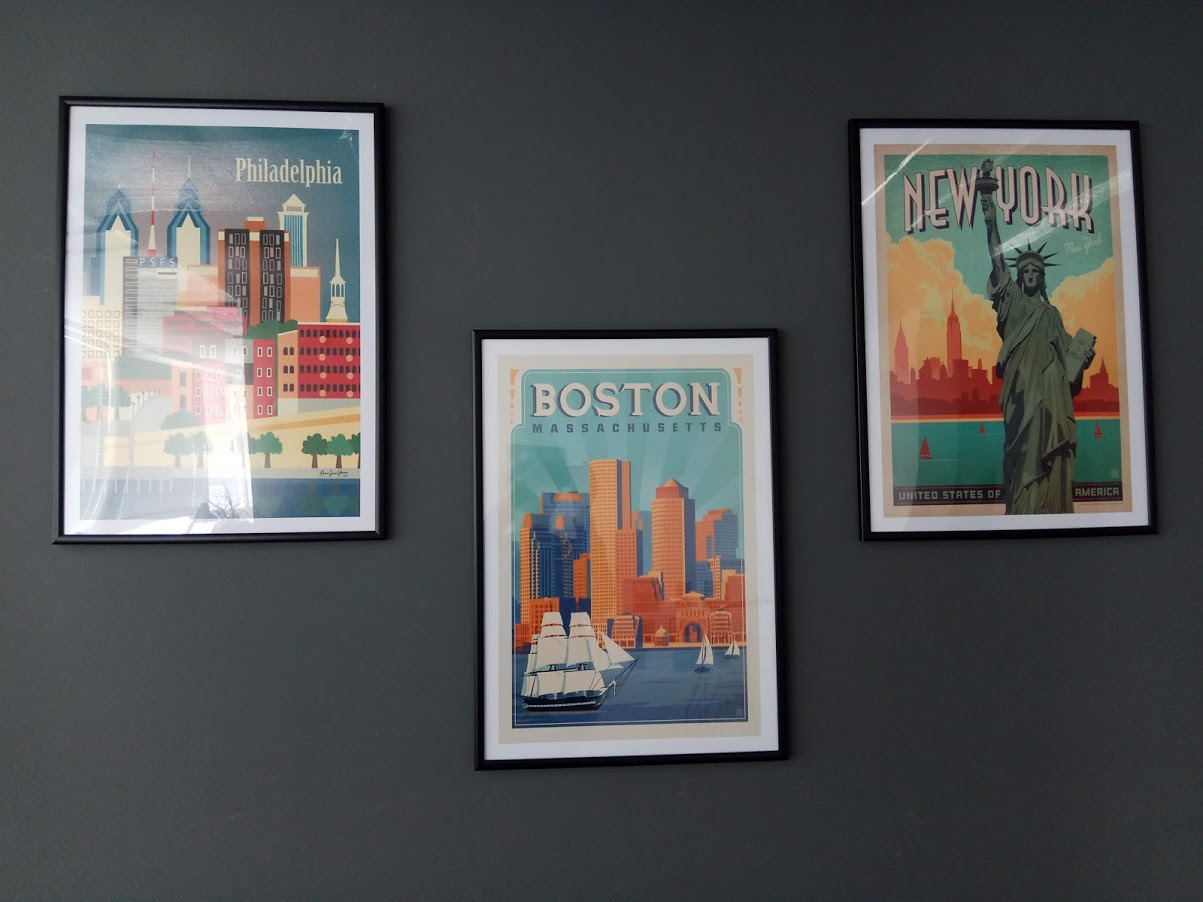 Philadelphia
PSFS
BOSTON
MASSACHUSETTS
NEW YORK
New York
UNITED STATES OF AMERICA